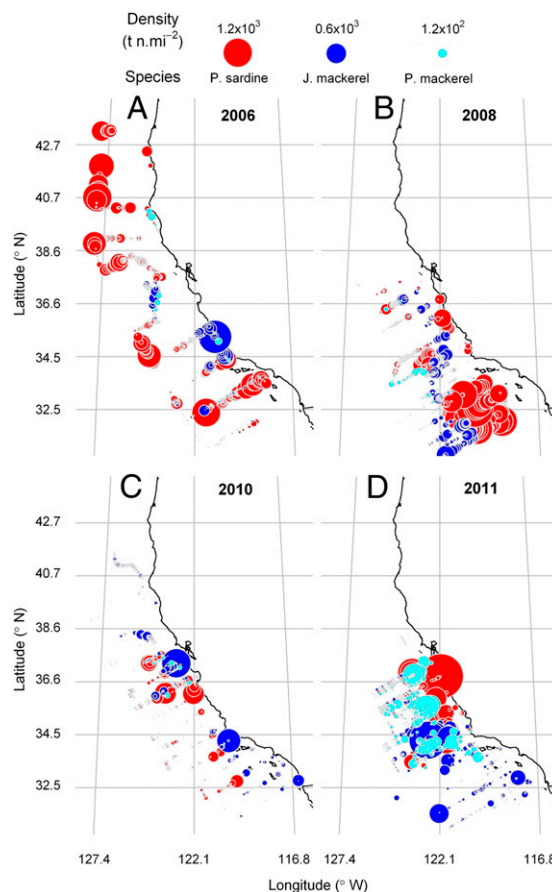 Density 1.2x10³ 0.6x10³ 1.2x10²
(t n.mi⁻²)
Species P. sardine J. mackerel P. mackerel
A 2006 B 2008
42.7
40.7
38.6
36.6
34.5
32.5
Latitude (° N)
C 2010 D 2011
42.7
40.7
38.6
36.6
34.5
32.5
Latitude (° N)
127.4 122.1 116.8 127.4 122.1 116.8
Longitude (° W)